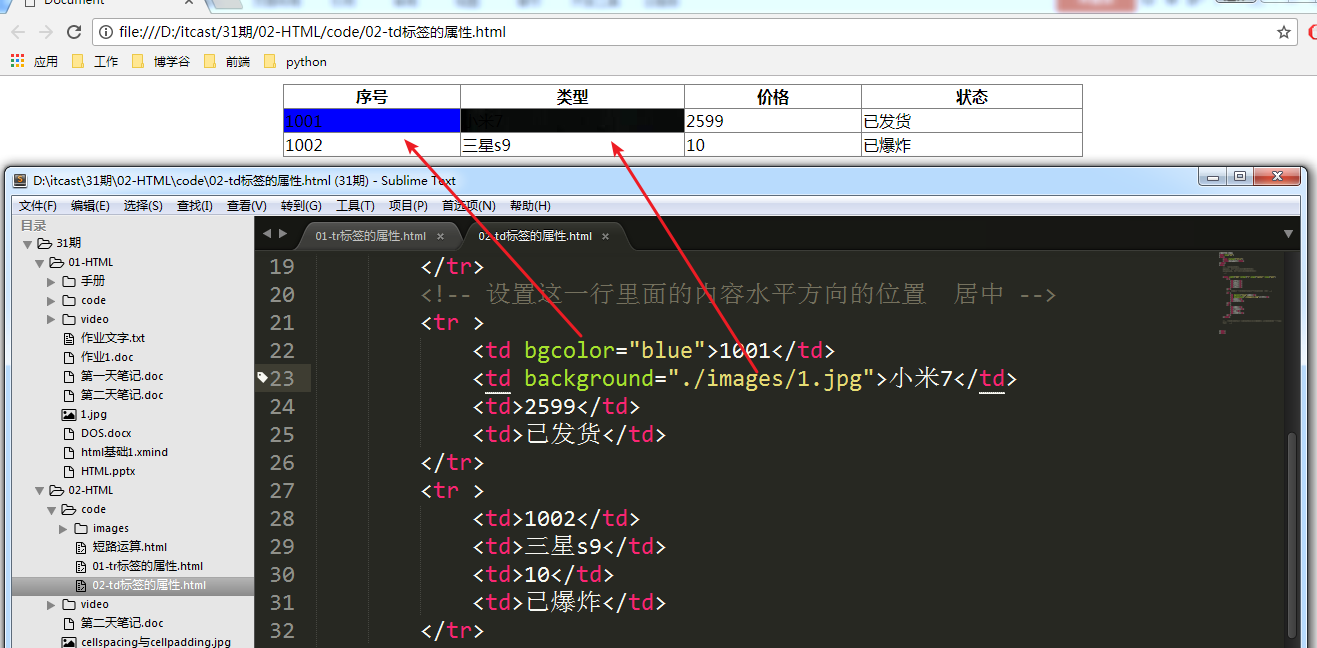 Document
file:///D:/itcast/31期/02-HTML/code/02-td标签的属性.html
应用 工作 博学谷 前端 python
序号 类型 价格 状态
1001 小米7 2599 已发货
1002 三星s9 10 已爆炸
D:\itcast\31期\02-HTML\code\02-td标签的属性.html (31期) - Sublime Text
文件(F) 编辑(E) 选择(S) 查找(I) 查看(V) 转到(G) 工具(T) 项目(P) 首选项(N) 帮助(H)
目录
31期
01-HTML
手册
code
video
作业文字.txt
作业1.doc
第一天笔记.doc
第二天笔记.doc
1.jpg
DOS.docx
html基础1.xmind
HTML.pptx
02-HTML
code
images
短路运算.html
01-tr标签的属性.html
02-td标签的属性.html
video
第二天笔记.doc
cellspacing与cellpadding.jpg
01-tr标签的属性.html × 02-td标签的属性.html ×
19 </tr>
20 <!-- 设置这一行里面的内容水平方向的位置 居中 -->
21 <tr >
22 <td bgcolor="blue">1001</td>
23 <td background="./images/1.jpg">小米7</td>
24 <td>2599</td>
25 <td>已发货</td>
26 </tr>
27 <tr >
28 <td>1002</td>
29 <td>三星s9</td>
30 <td>10</td>
31 <td>已爆炸</td>
32 </tr>